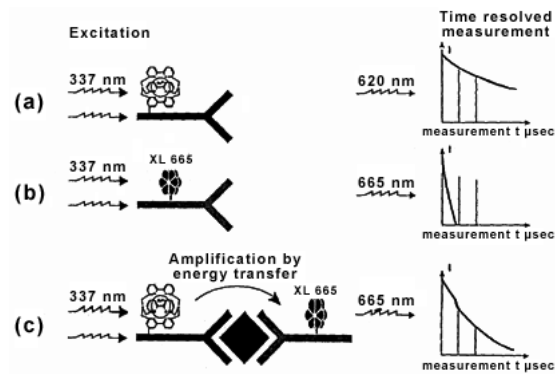 Excitation
Time resolved
measurement
(a)
337 nm
620 nm
I
measurement t µsec
(b)
337 nm
XL 665
665 nm
I
measurement t µsec
Amplification by
energy transfer
(c)
337 nm
XL 665
665 nm
I
measurement t µsec